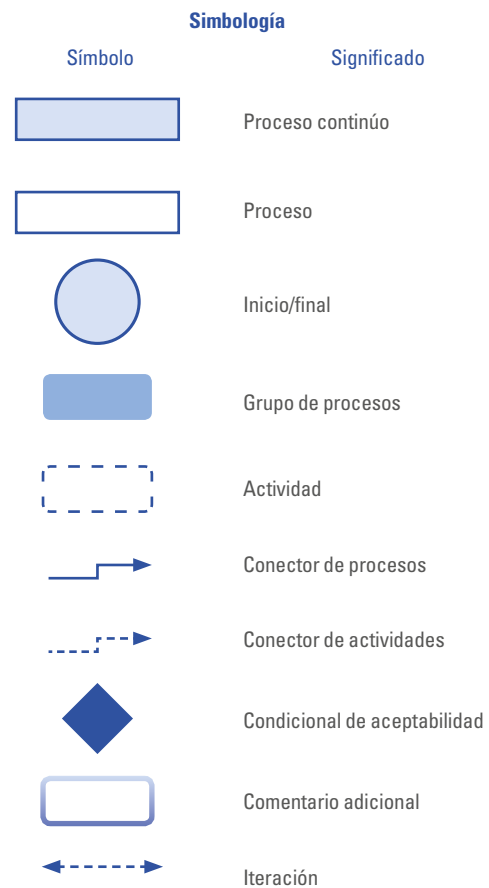 Simbología
Símbolo Significado
Proceso continúo
Proceso
Inicio/final
Grupo de procesos
Actividad
Conector de procesos
Conector de actividades
Condicional de aceptabilidad
Comentario adicional
Iteración